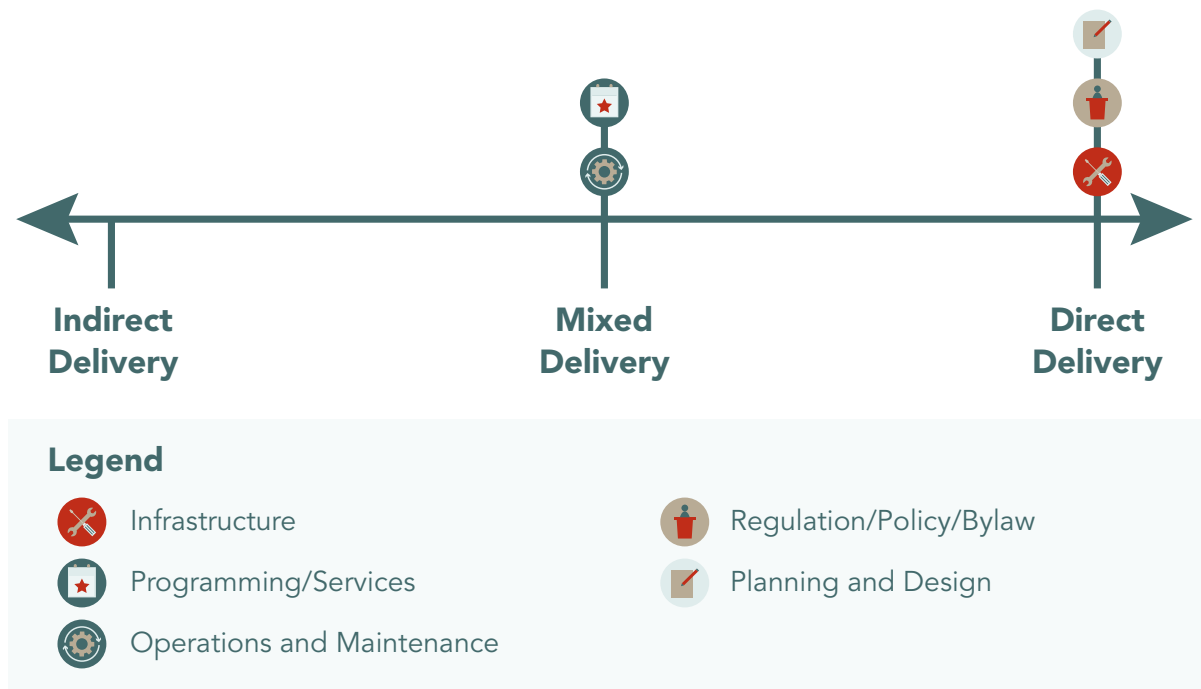 Indirect
Delivery
Mixed
Delivery
Direct
Delivery
Legend
Infrastructure
Programming/Services
Operations and Maintenance
Regulation/Policy/Bylaw
Planning and Design